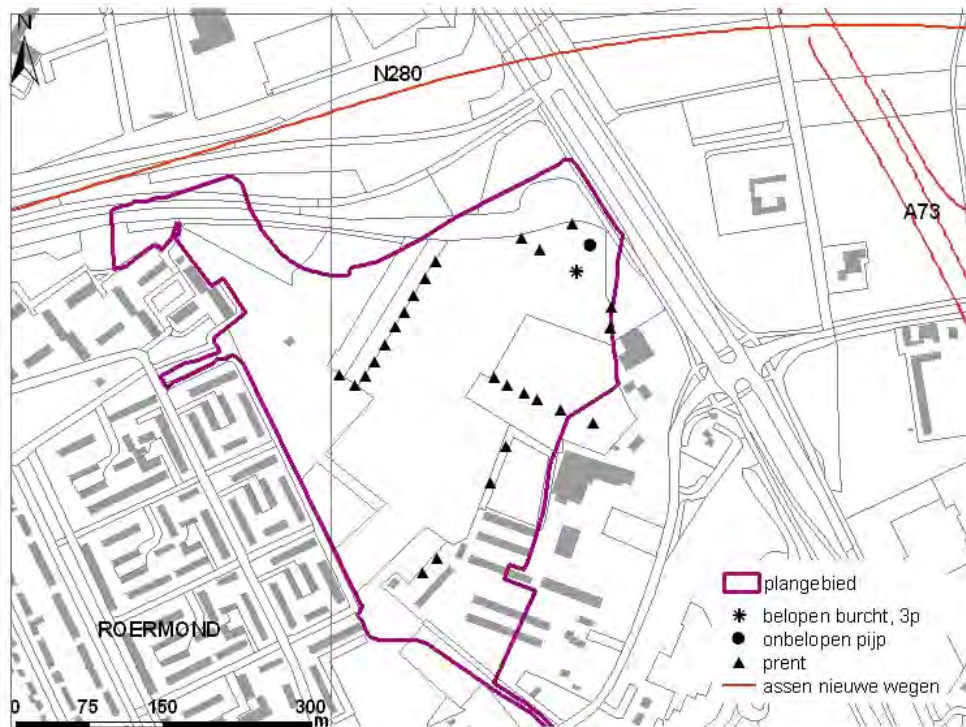 N
N280
A73
ROERMOND
plangebied
belopen burcht, 3p
onbelopen pijp
prent
assen nieuwe wegen
0 75 150 300
m